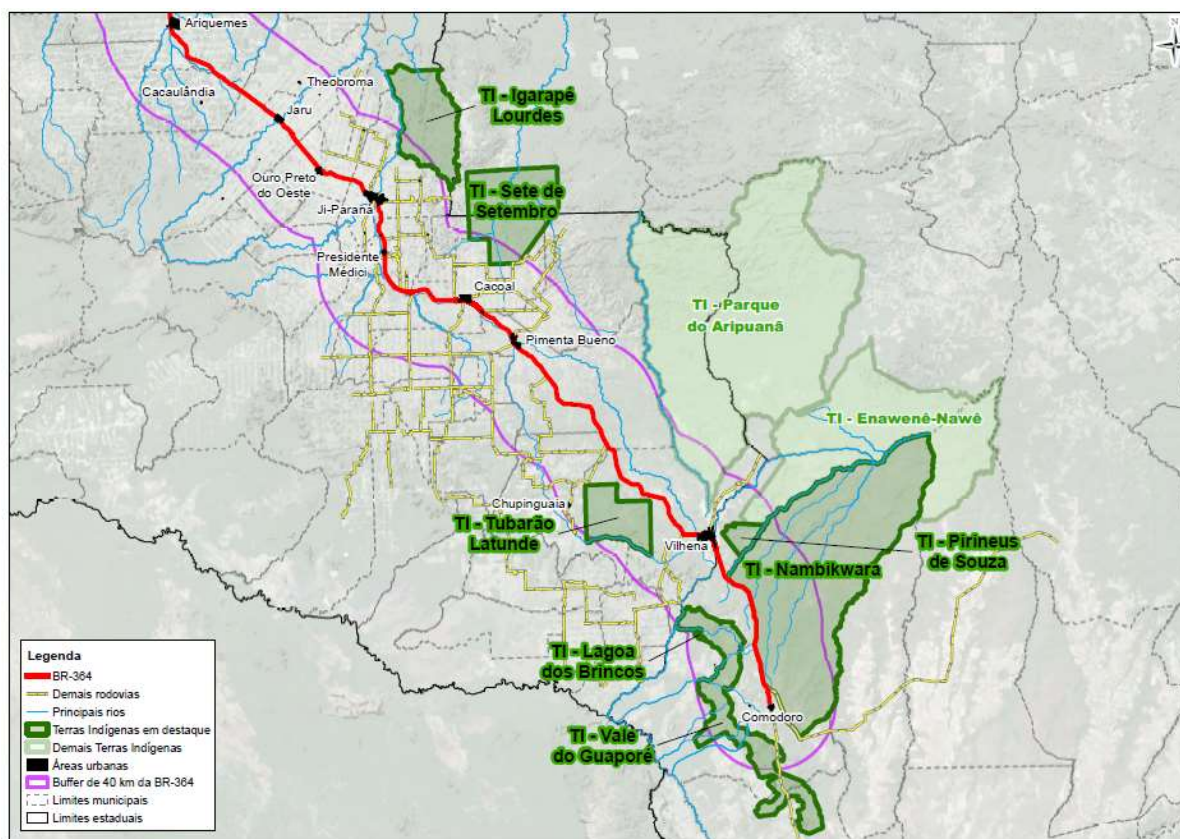 Ariquemes
Theobroma
Cacaulândia
Jaru
TI - Igarapé
Lourdes
Ouro Preto
do Oeste
TI - Sete de
Setembro
Ji-Paraná
Presidente
Médici
Cacoal
TI - Parque
do Aripuanã
Pimenta Bueno
TI - Enawenê-Nawê
Chupinguaia
TI - Tubarão
Latunde
Vilhena
TI - Pirineus
de Souza
TI - Nambikwara
TI - Lagoa
dos Brincos
Comodoro
TI - Vale
do Guaporé
Legenda
BR-364
Demais rodovias
Principais rios
Terras Indígenas em destaque
Demais Terras Indígenas
Áreas urbanas
Buffer de 40 km da BR-364
Limites municipais
Limites estaduais